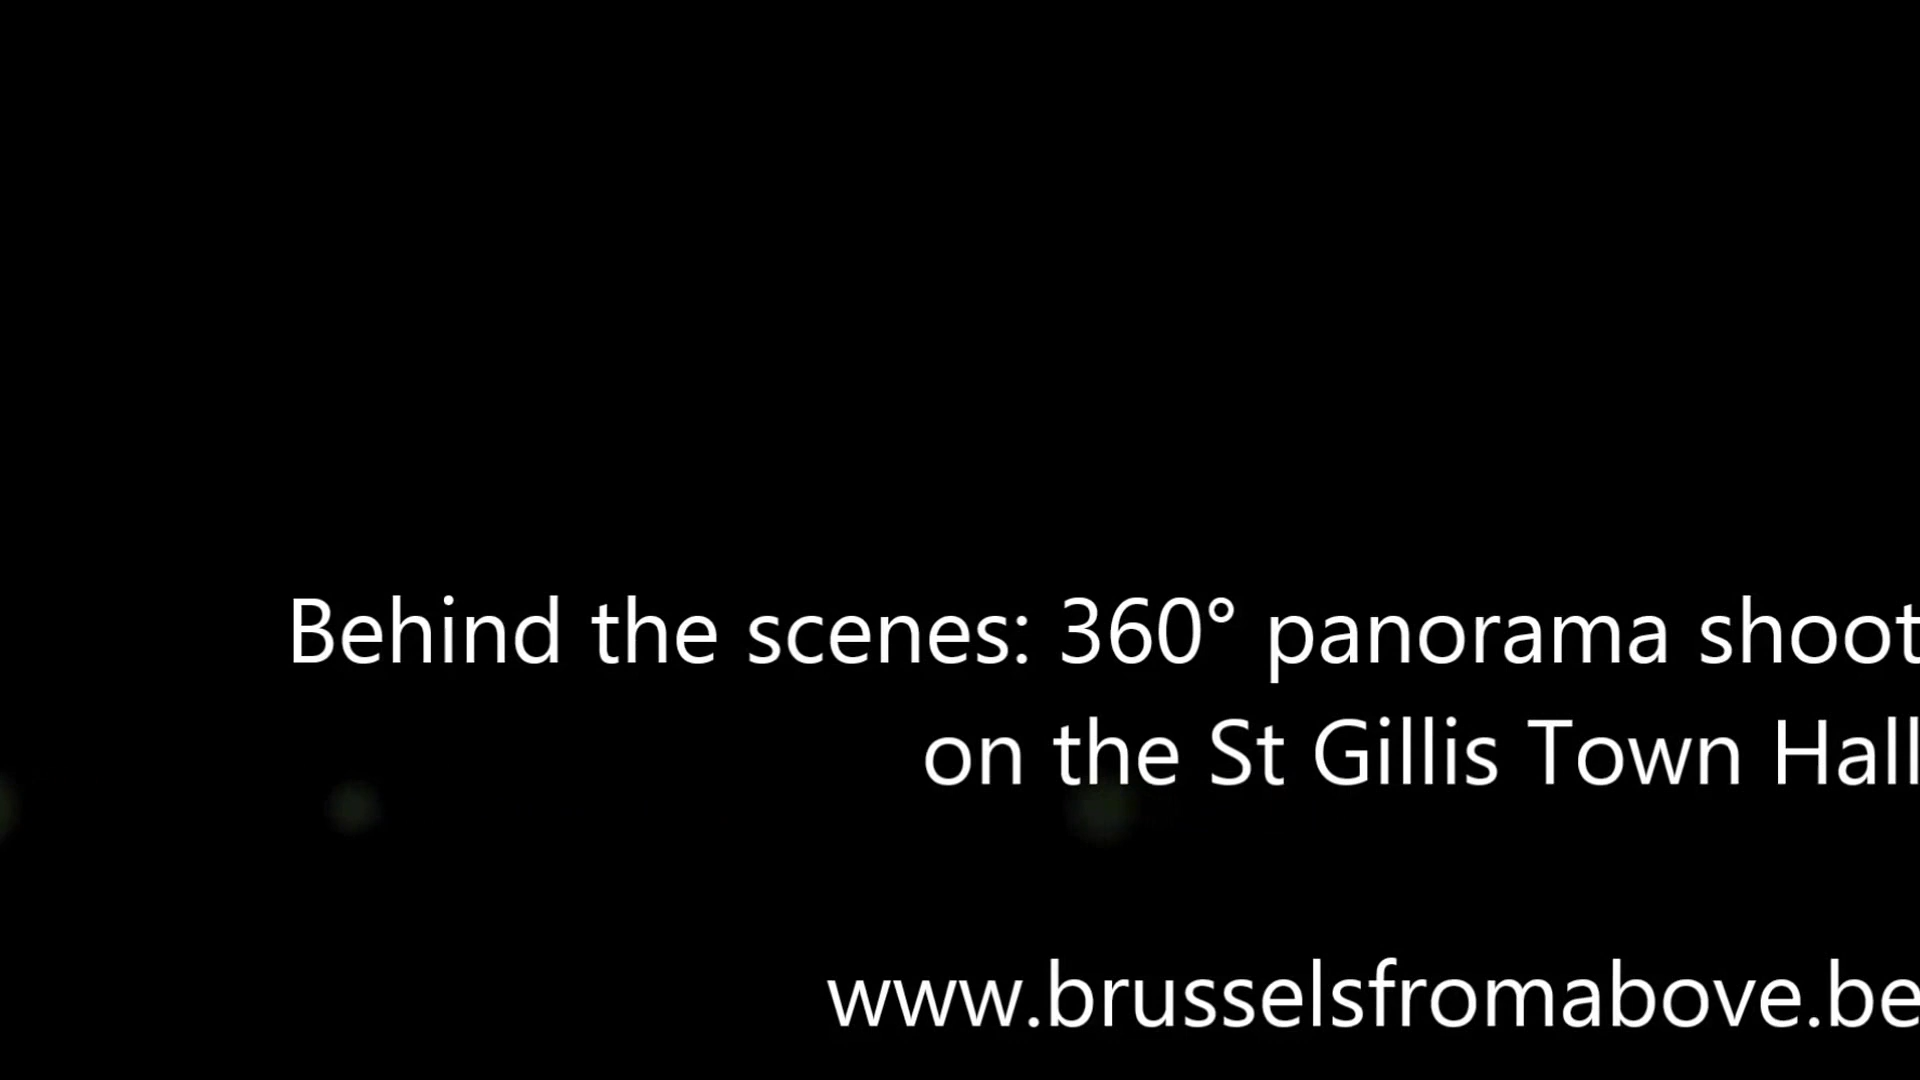 Behind the scenes: 360° panorama shoot
on the St Gillis Town Hall
www.brusselsfromabove.be